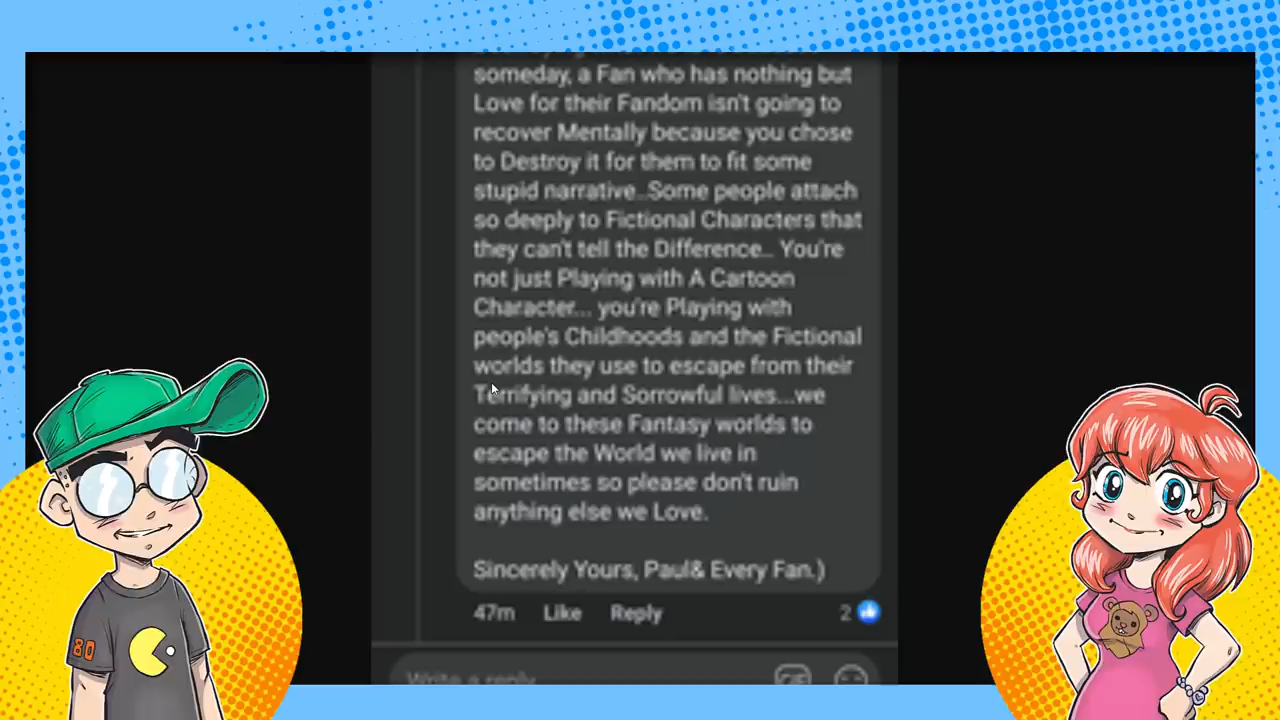 someday, a Fan who has nothing but
Love for their Fandom isn't going to
recover Mentally because you chose
to Destroy it for them to fit some
stupid narrative..Some people attach
so deeply to Fictional Characters that
they can't tell the Difference.. You're
not just Playing with A Cartoon
Character... you're Playing with
people's Childhoods and the Fictional
worlds they use to escape from their
Terrifying and Sorrowful lives...we
come to these Fantasy worlds to
escape the World we live in
sometimes so please don't ruin
anything else we Love.
Sincerely Yours, Paul& Every Fan.)
47m Like Reply 2
Write a reply
80